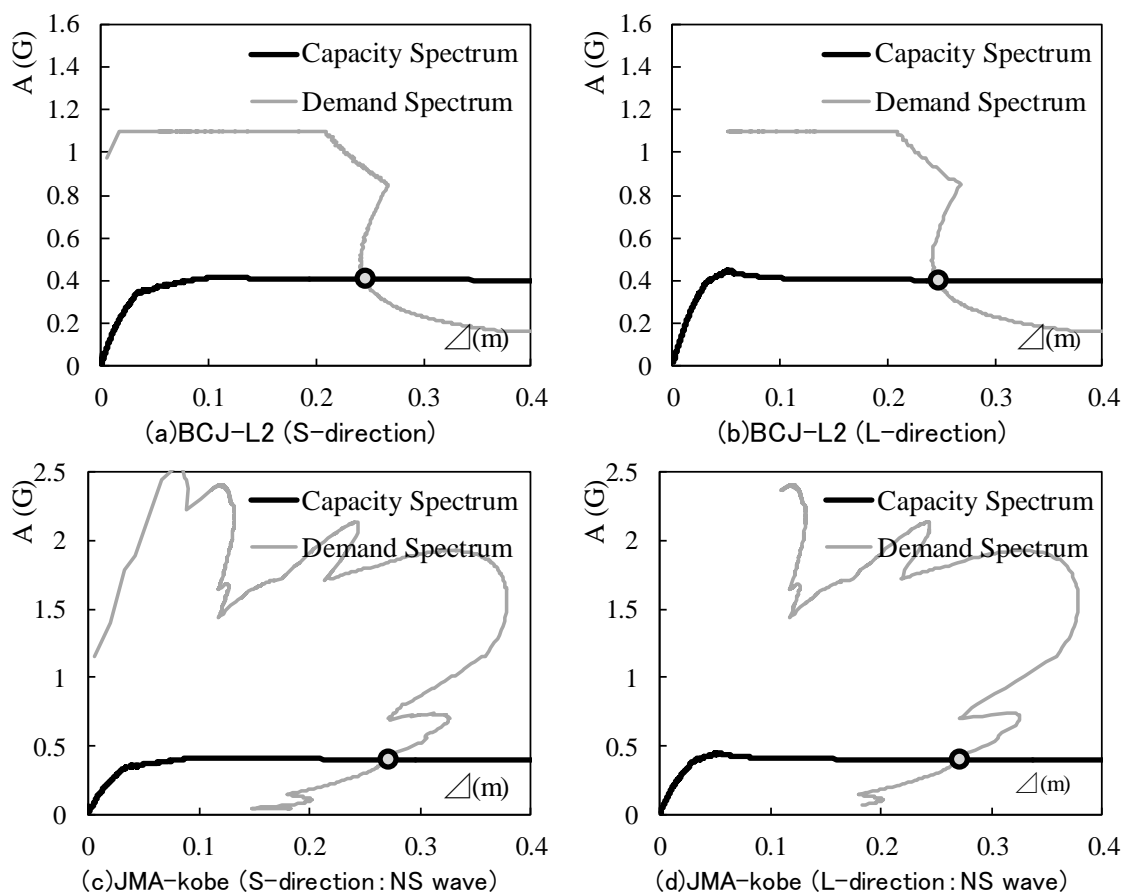 A (G)
1.6
1.4
1.2
1
0.8
0.6
0.4
0.2
0
Capacity Spectrum
Demand Spectrum
⊿(m)
0 0.1 0.2 0.3 0.4
(a)BCJ-L2 (S-direction)
A (G)
1.6
1.4
1.2
1
0.8
0.6
0.4
0.2
0
Capacity Spectrum
Demand Spectrum
⊿(m)
0 0.1 0.2 0.3 0.4
(b)BCJ-L2 (L-direction)
A (G)
2.5
2
1.5
1
0.5
0
Capacity Spectrum
Demand Spectrum
⊿(m)
0 0.1 0.2 0.3 0.4
(c)JMA-kobe (S-direction:NS wave)
A (G)
2.5
2
1.5
1
0.5
0
Capacity Spectrum
Demand Spectrum
⊿(m)
0 0.1 0.2 0.3 0.4
(d)JMA-kobe (L-direction:NS wave)